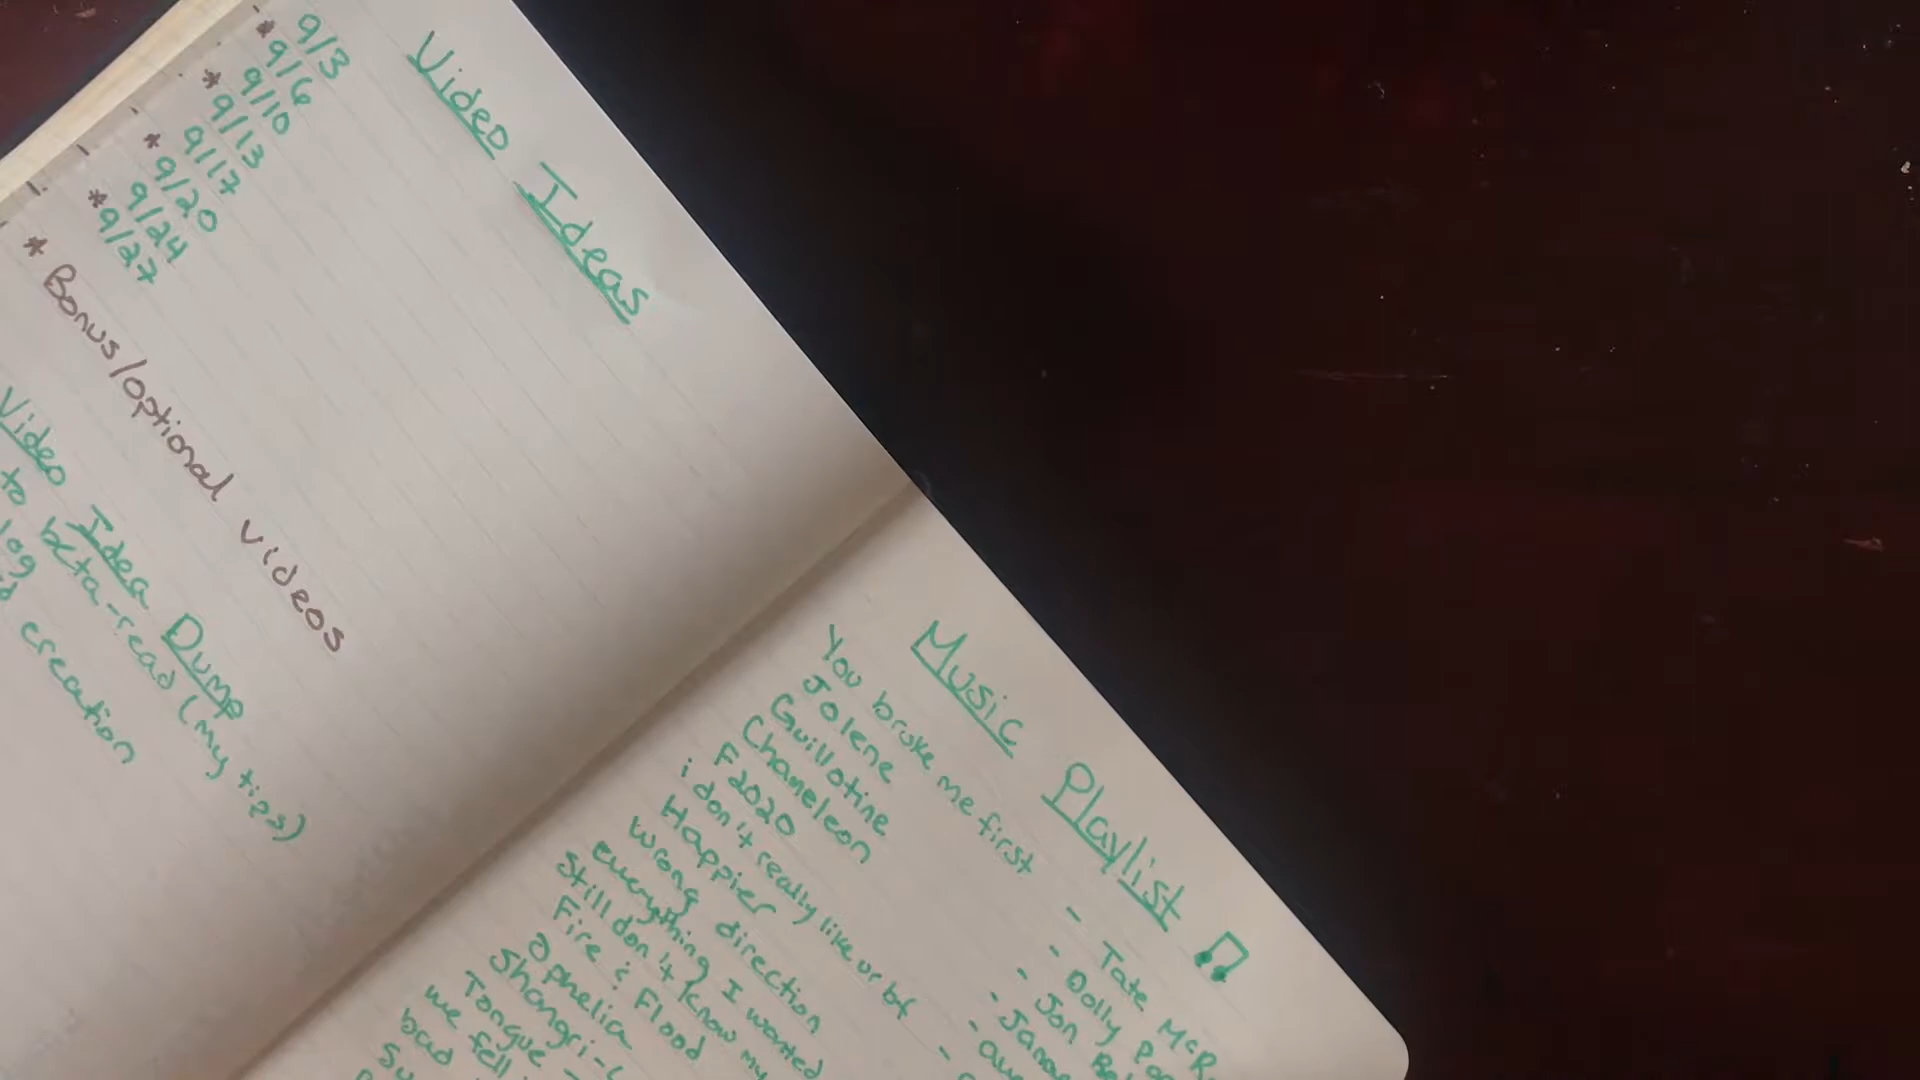 Video Ideas
9/3
* 9/6
9/10
* 9/13
9/17
* 9/20
9/24
* 9/27
* Bonus/optional videos
Video Idea Dump
to beta-read (my tips)
creation
Music Playlist ♫
You broke me first - Tate McR
Jolene - Dolly Par
Guillotine - Jon
Chameleon
F2020
i don't really like ur bf
Happier
wrong direction
everything I wanted
Still don't know my
Fire & Flood
Ophelia
Shangri-
Tongue
we fell
bad